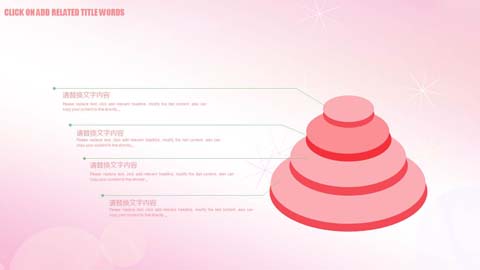 CLICK ON ADD RELATED TITLE WORDS
请替换文字内容
Please replace text, click add relevant headline, modify the text content, also can
copy your content to this directly...
请替换文字内容
Please replace text, click add relevant headline, modify the text content, also can
copy your content to this directly...
请替换文字内容
Please replace text, click add relevant headline, modify the text content, also can
copy your content to this directly...
请替换文字内容
Please replace text, click add relevant headline, modify the text content, also can
copy your content to this directly...